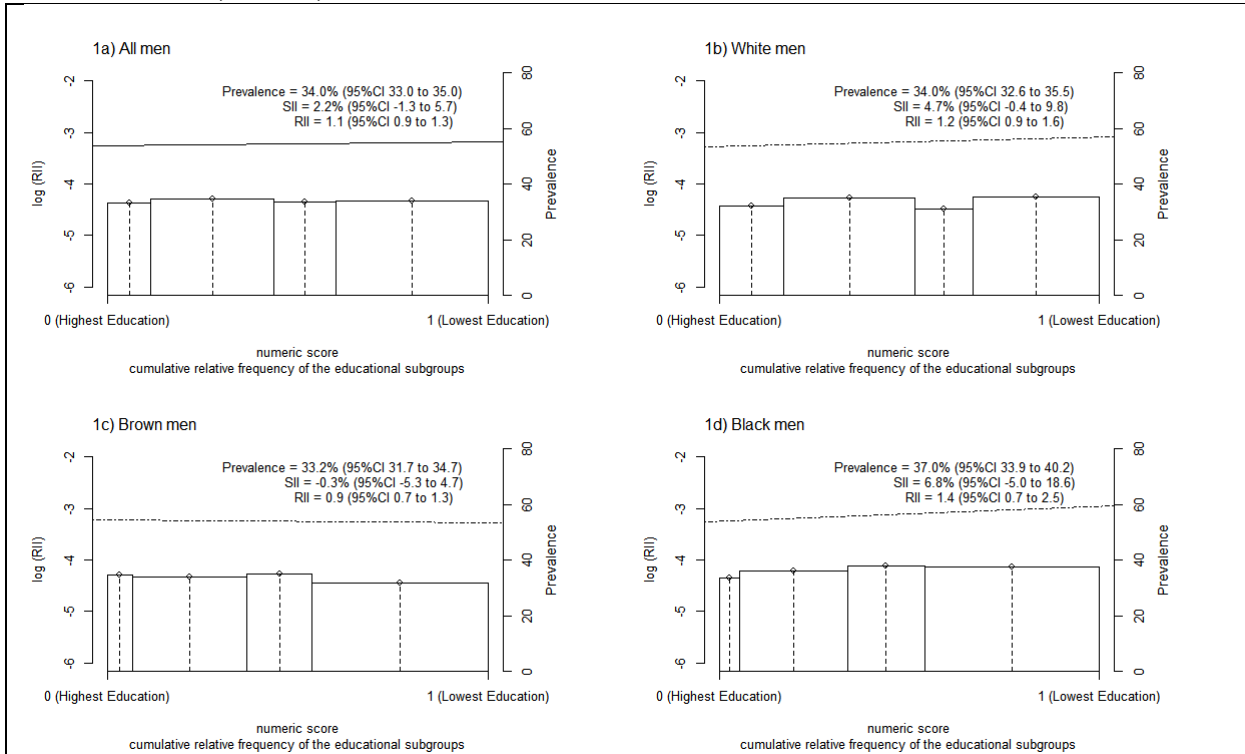 1a) All men
Prevalence = 34.0% (95%CI 33.0 to 35.0)
SII = 2.2% (95%CI -1.3 to 5.7)
RII = 1.1 (95%CI 0.9 to 1.3)
log (RII)
-2
-3
-4
-5
-6
Prevalence
80
60
40
20
0
0 (Highest Education)
1 (Lowest Education)
numeric score
cumulative relative frequency of the educational subgroups
1b) White men
Prevalence = 34.0% (95%CI 32.6 to 35.5)
SII = 4.7% (95%CI -0.4 to 9.8)
RII = 1.2 (95%CI 0.9 to 1.6)
log (RII)
-2
-3
-4
-5
-6
Prevalence
80
60
40
20
0
0 (Highest Education)
1 (Lowest Education)
numeric score
cumulative relative frequency of the educational subgroups
1c) Brown men
Prevalence = 33.2% (95%CI 31.7 to 34.7)
SII = -0.3% (95%CI -5.3 to 4.7)
RII = 0.9 (95%CI 0.7 to 1.3)
log (RII)
-2
-3
-4
-5
-6
Prevalence
80
60
40
20
0
0 (Highest Education)
1 (Lowest Education)
numeric score
cumulative relative frequency of the educational subgroups
1d) Black men
Prevalence = 37.0% (95%CI 33.9 to 40.2)
SII = 6.8% (95%CI -5.0 to 18.6)
RII = 1.4 (95%CI 0.7 to 2.5)
log (RII)
-2
-3
-4
-5
-6
Prevalence
80
60
40
20
0
0 (Highest Education)
1 (Lowest Education)
numeric score
cumulative relative frequency of the educational subgroups